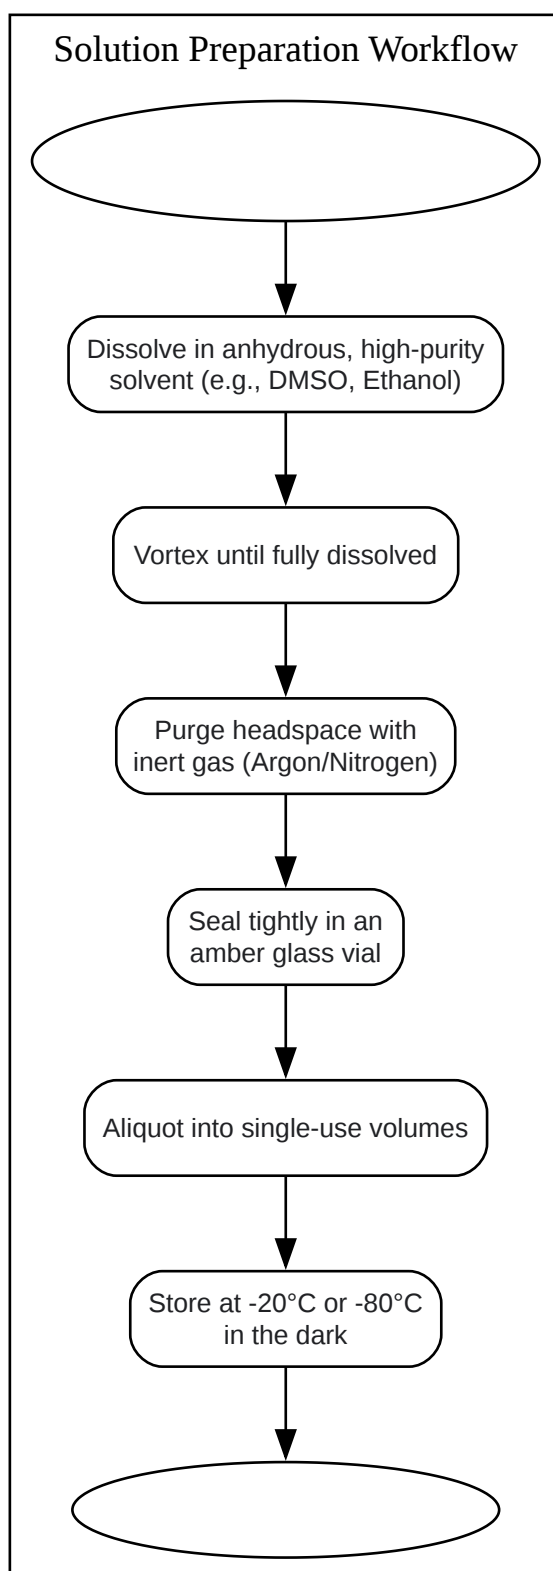 Solution Preparation Workflow
Dissolve in anhydrous, high-purity
solvent (e.g., DMSO, Ethanol)
Vortex until fully dissolved
Purge headspace with
inert gas (Argon/Nitrogen)
Seal tightly in an
amber glass vial
Aliquot into single-use volumes
Store at -20°C or -80°C
in the dark